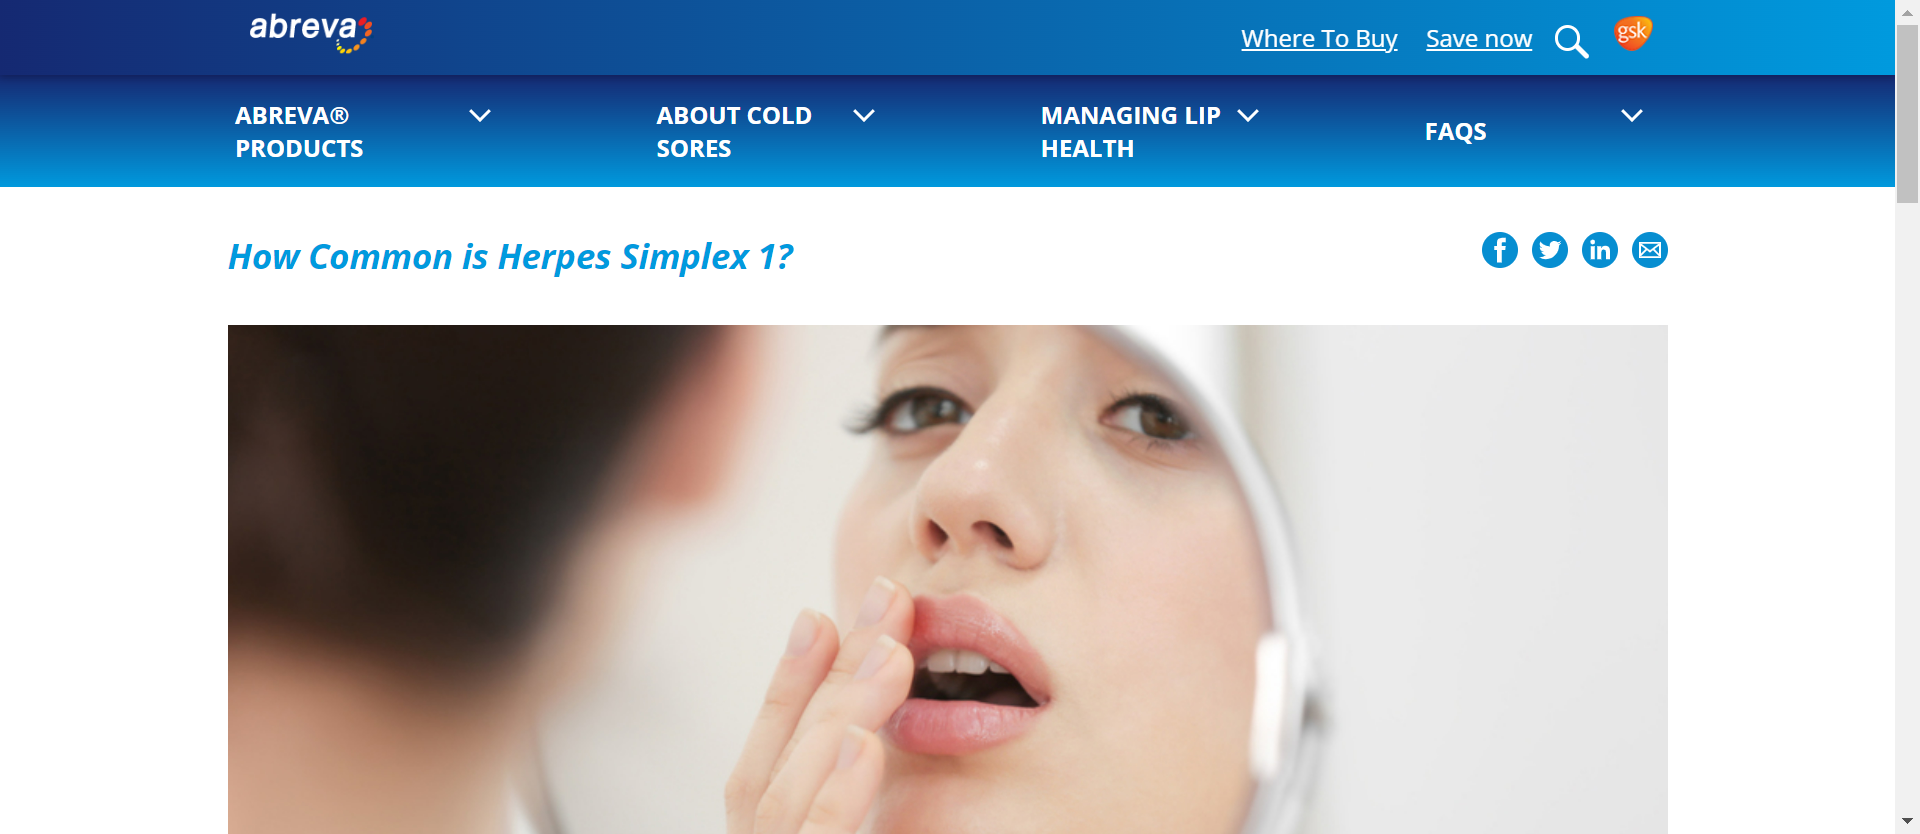 abreva
Where To Buy
Save now
gsk
ABREVA®
PRODUCTS
ABOUT COLD
SORES
MANAGING LIP
HEALTH
FAQS
How Common is Herpes Simplex 1?
f
in